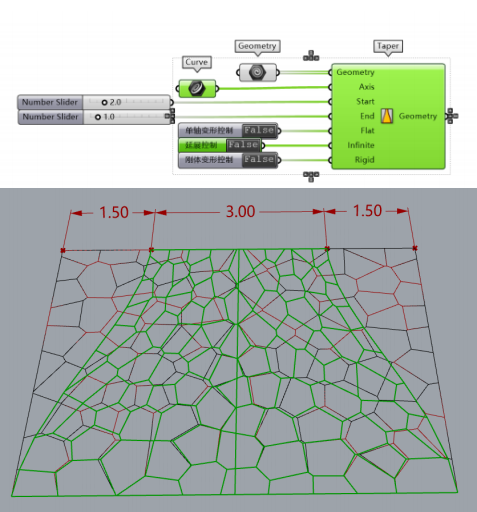 Geometry
Taper
Curve
Geometry
Axis
Number Slider 2.0
Start
Number Slider 1.0
End
Geometry
单轴变形控制 False
Flat
延展控制 False
Infinite
刚体变形控制 False
Rigid
1.50
3.00
1.50